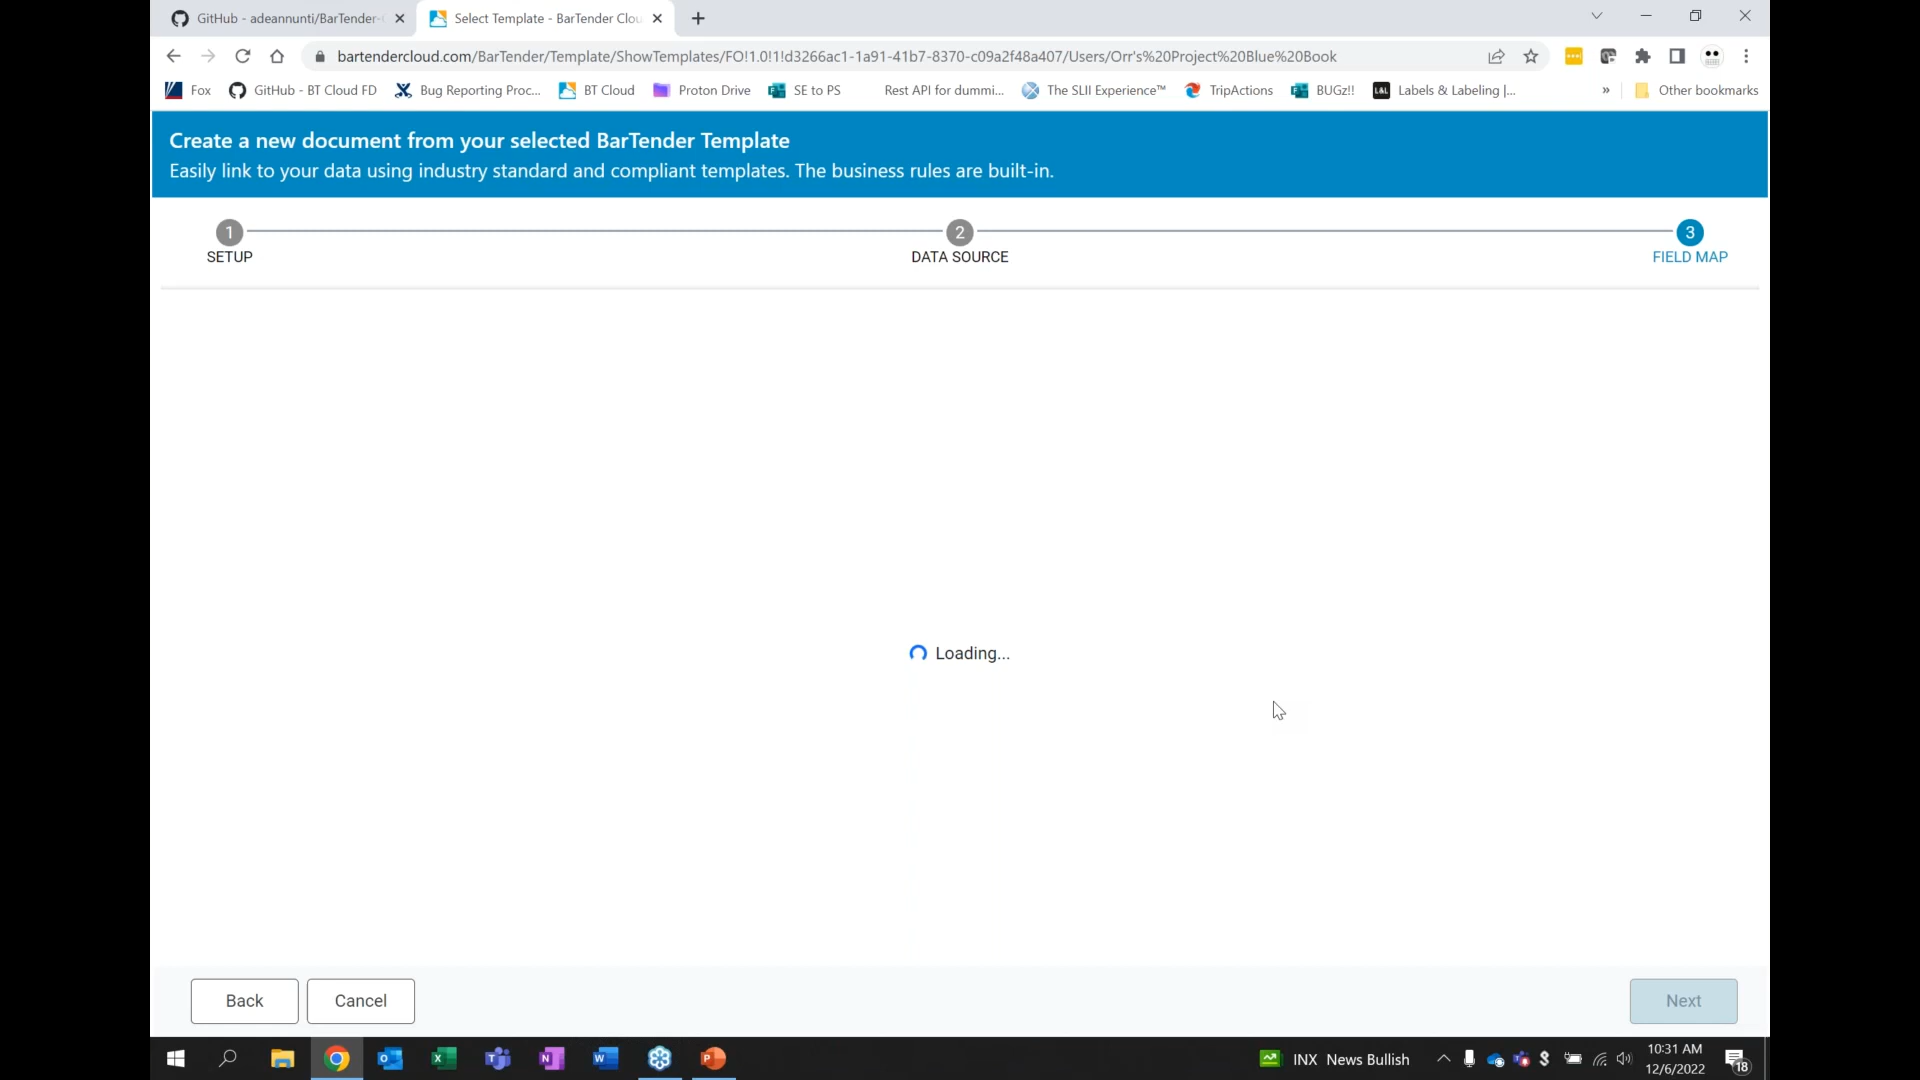 GitHub - adeannunti/BarTender-
Select Template - BarTender Clou
bartendercloud.com/BarTender/Template/ShowTemplates/FO!1.0!1!d3266ac1-1a91-41b7-8370-c09a2f48a407/Users/Orr's%20Project%20Blue%20Book
Fox
GitHub - BT Cloud FD
Bug Reporting Proc...
BT Cloud
Proton Drive
SE to PS
Rest API for dummi...
The SLII Experience™
TripActions
BUGz!!
L&L
Labels & Labeling |...
»
Other bookmarks
Create a new document from your selected BarTender Template
Easily link to your data using industry standard and compliant templates. The business rules are built-in.
1
SETUP
2
DATA SOURCE
3
FIELD MAP
Loading...
Back
Cancel
Next
INX News Bullish
10:31 AM
12/6/2022
18